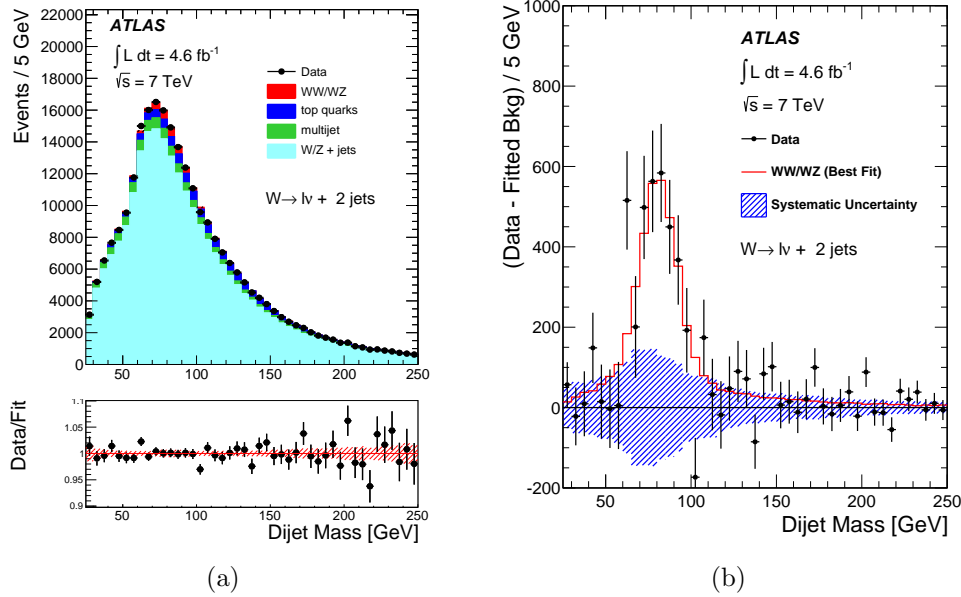 Events / 5 GeV
22000
20000
18000
16000
14000
12000
10000
8000
6000
4000
2000
0
ATLAS
∫ L dt = 4.6 fb⁻¹
√s = 7 TeV
Data
WW/WZ
top quarks
multijet
W/Z + jets
W→ lν + 2 jets
50 100 150 200 250
Data/Fit
1.1
1.05
1
0.95
0.9
50 100 150 200 250
Dijet Mass [GeV]
(a)
(Data - Fitted Bkg) / 5 GeV
1000
800
600
400
200
0
-200
ATLAS
∫ L dt = 4.6 fb⁻¹
√s = 7 TeV
Data
WW/WZ (Best Fit)
Systematic Uncertainty
W→ lν + 2 jets
50 100 150 200 250
Dijet Mass [GeV]
(b)